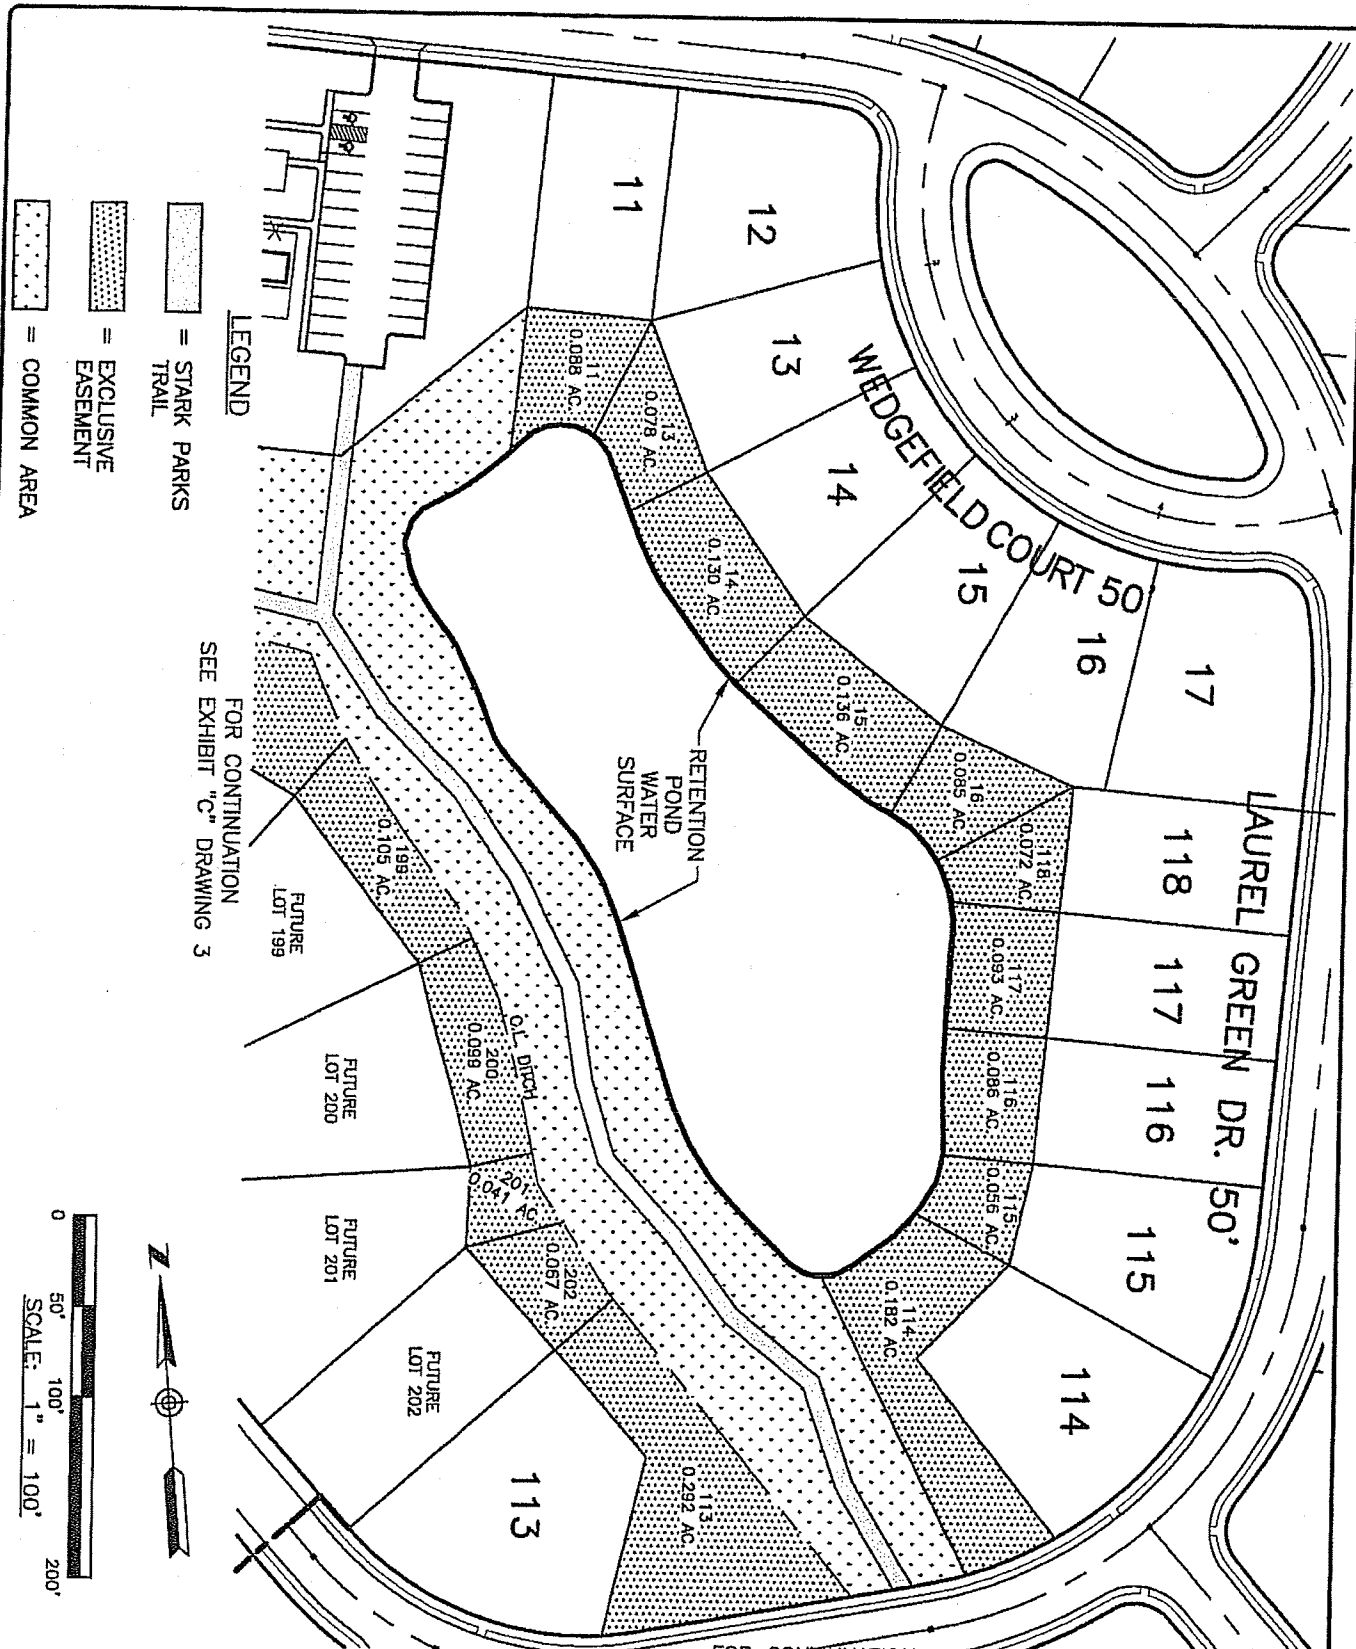 WEDGEFIELD COURT 50'
LAUREL GREEN DR. 50'
11
12
13
14
15
16
17
118
117
116
115
114
113
11
0.088 AC.
13
0.078 AC.
14
0.130 AC.
15
0.136 AC.
16
0.085 AC.
118
0.072 AC.
117
0.093 AC.
116
0.086 AC.
115
0.056 AC.
114
0.182 AC.
113
0.292 AC.
199
0.105 AC.
200
0.099 AC.
201
0.041 AC.
202
0.067 AC.
O.L. DITCH
RETENTION
POND
WATER
SURFACE
FUTURE
LOT 199
FUTURE
LOT 200
FUTURE
LOT 201
FUTURE
LOT 202
FOR CONTINUATION
SEE EXHIBIT "C" DRAWING 3
LEGEND
= STARK PARKS
TRAIL
= EXCLUSIVE
EASEMENT
= COMMON AREA
Z
0 50' 100' 200'
SCALE: 1" = 100'
FOR CONTINUATION